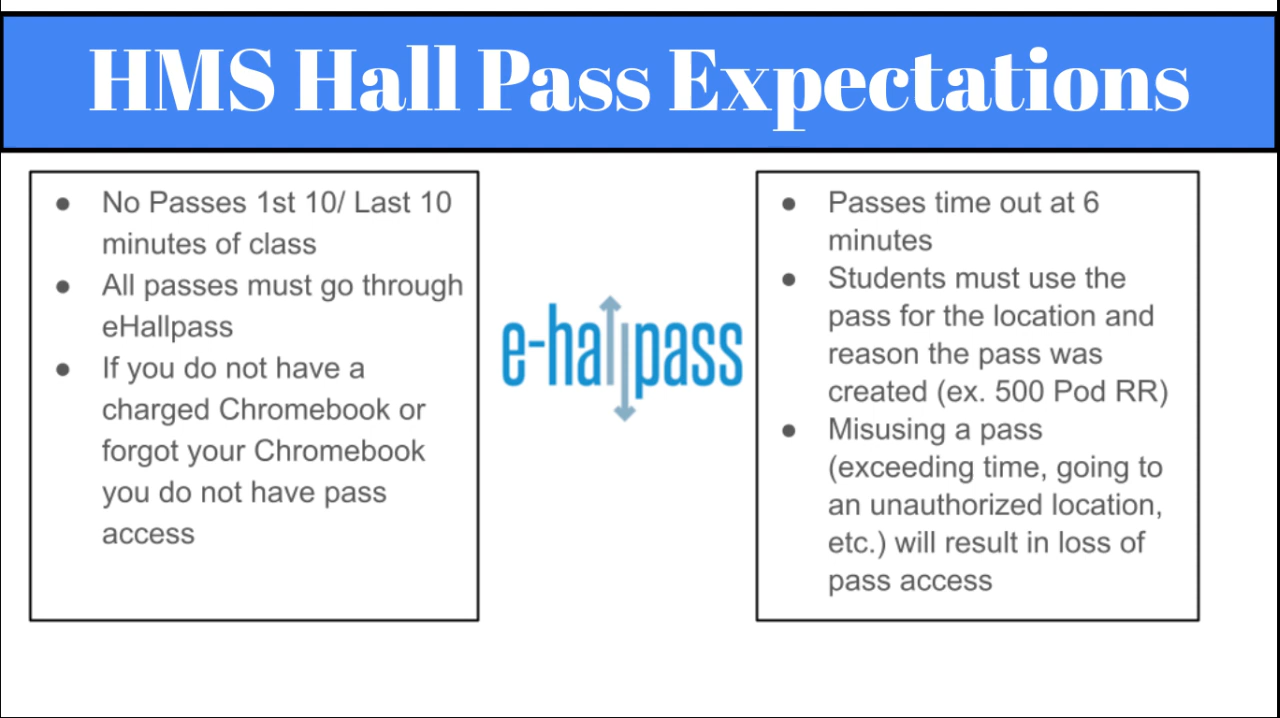 HMS Hall Pass Expectations
● No Passes 1st 10/ Last 10
minutes of class
● All passes must go through
eHallpass
● If you do not have a
charged Chromebook or
forgot your Chromebook
you do not have pass
access
e-hallpass
● Passes time out at 6
minutes
● Students must use the
pass for the location and
reason the pass was
created (ex. 500 Pod RR)
● Misusing a pass
(exceeding time, going to
an unauthorized location,
etc.) will result in loss of
pass access